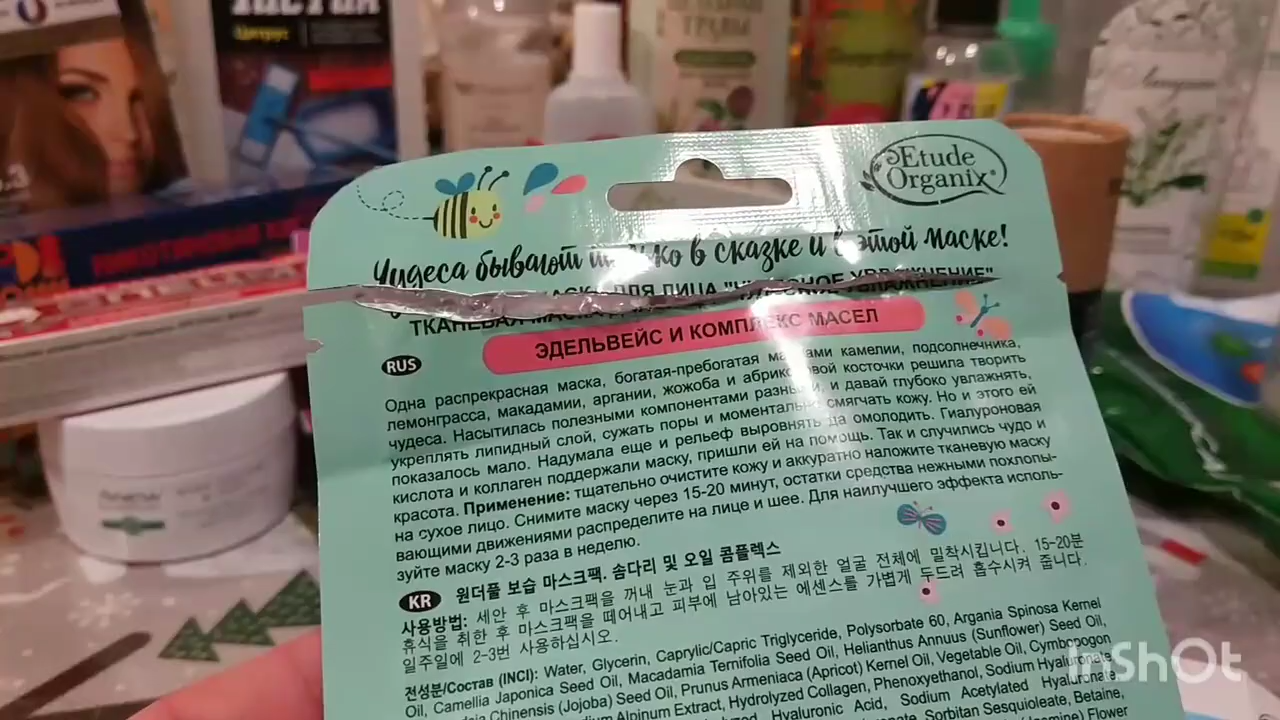 Цитрус
ТРАВЫ
Etude
Organix®
Чудеса бывают только в сказке и в этой маске!
ТКАНЕВАЯ МАСКА ДЛЯ ЛИЦА "ЧУДЕСНОЕ УВЛАЖНЕНИЕ"
ЭДЕЛЬВЕЙС И КОМПЛЕКС МАСЕЛ
RUS
Одна распрекрасная маска, богатая-пребогатая маслами камелии, подсолнечника,
лемонграсса, макадамии, аргании, жожоба и абрикосовой косточки решила творить
чудеса. Насытилась полезными компонентами разными, и давай глубоко увлажнять,
укреплять липидный слой, сужать поры и моментально смягчать кожу. Но и этого ей
показалось мало. Надумала еще и рельеф выровнять да омолодить. Гиалуроновая
кислота и коллаген поддержали маску, пришли ей на помощь. Так и случились чудо и
красота. Применение: тщательно очистите кожу и аккуратно наложите тканевую маску
на сухое лицо. Снимите маску через 15-20 минут, остатки средства нежными похлопы-
вающими движениями распределите на лице и шее. Для наилучшего эффекта исполь-
зуйте маску 2-3 раза в неделю.
KR
원더풀 보습 마스크팩. 솜다리 및 오일 콤플렉스
사용방법: 세안 후 마스크팩을 꺼내 눈과 입 주위를 제외한 얼굴 전체에 밀착시킵니다. 15-20분
휴식을 취한 후 마스크팩을 떼어내고 피부에 남아있는 에센스를 가볍게 두드려 흡수시켜 줍니다.
일주일에 2-3번 사용하십시오.
전성분/Состав (INCI): Water, Glycerin, Caprylic/Capric Triglyceride, Polysorbate 60, Argania Spinosa Kernel
Oil, Camellia Japonica Seed Oil, Macadamia Ternifolia Seed Oil, Helianthus Annuus (Sunflower) Seed Oil,
Chinensis (Jojoba) Seed Oil, Prunus Armeniaca (Apricot) Kernel Oil, Vegetable Oil, Cymbopogon
Alpinum Extract, Hydrolyzed Collagen, Phenoxyethanol, Sodium Hyaluronate,
Hyaluronic Acid, Sodium Acetylated Hyaluronate,
Sorbitan Sesquioleate, Betaine,
Flower
InShOt